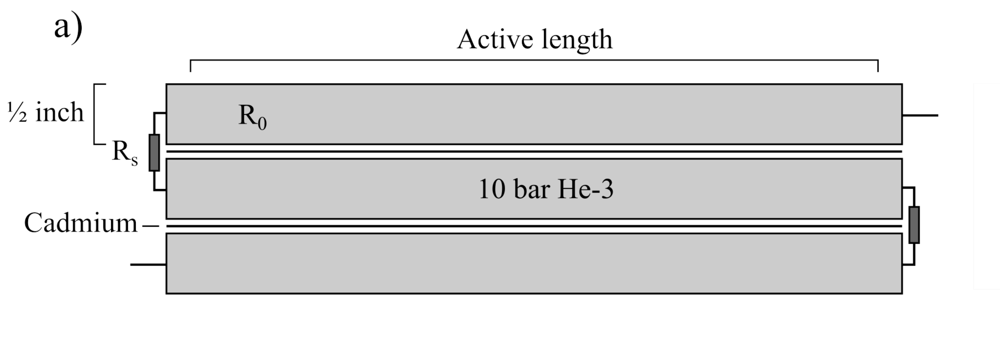 a)
Active length
½ inch
R₀
Rₛ
10 bar He-3
Cadmium